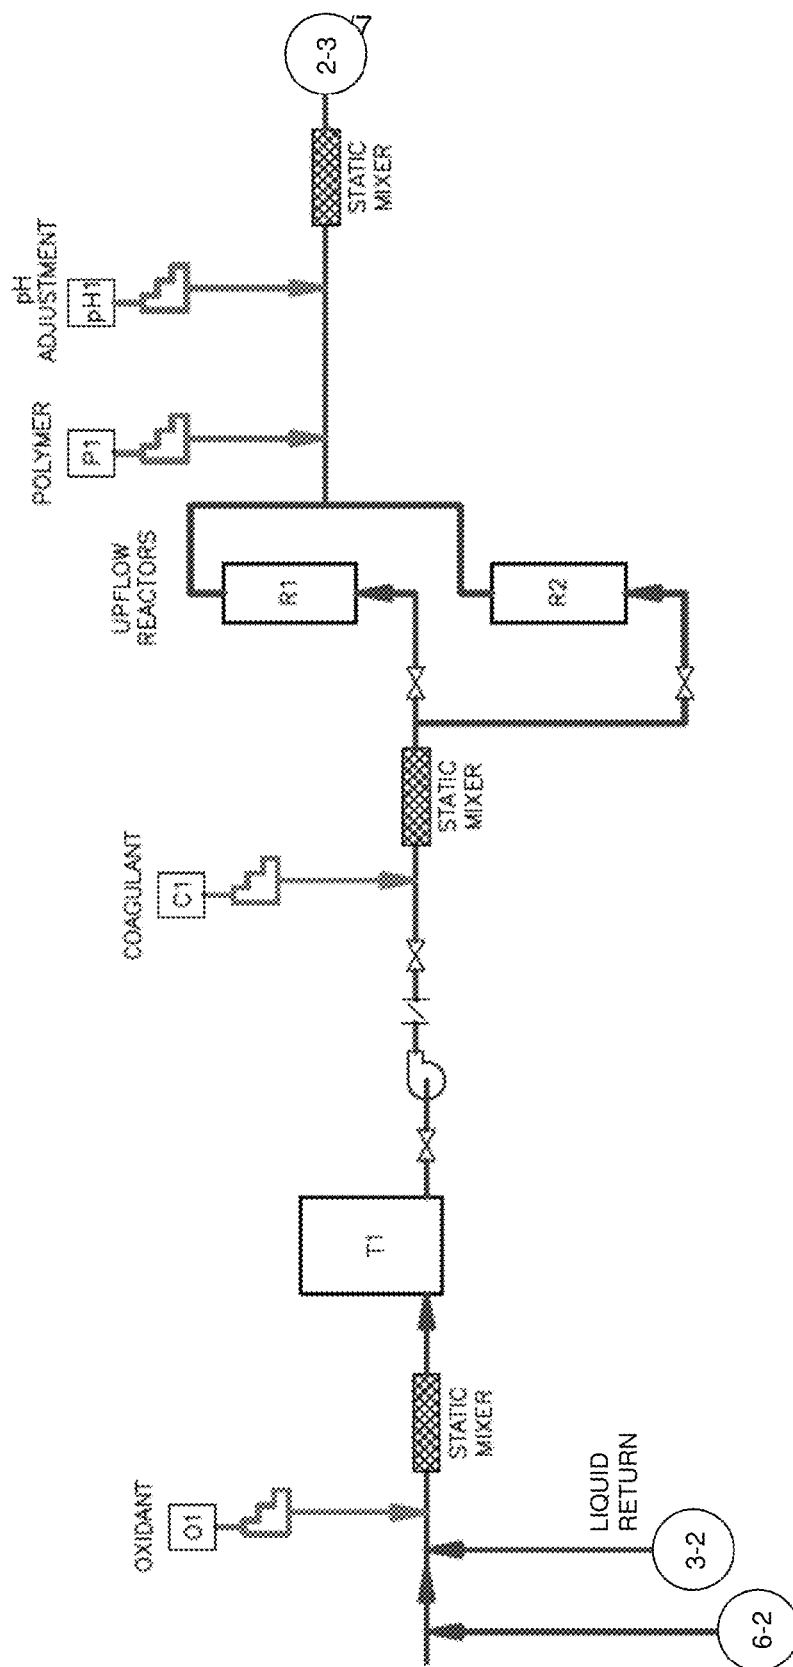 OXIDANT
O1
6-2
3-2
LIQUID
RETURN
STATIC
MIXER
T1
COAGULANT
C1
STATIC
MIXER
UPFLOW
REACTORS
R1
R2
POLYMER
P1
pH
ADJUSTMENT
pH1
STATIC
MIXER
2-3